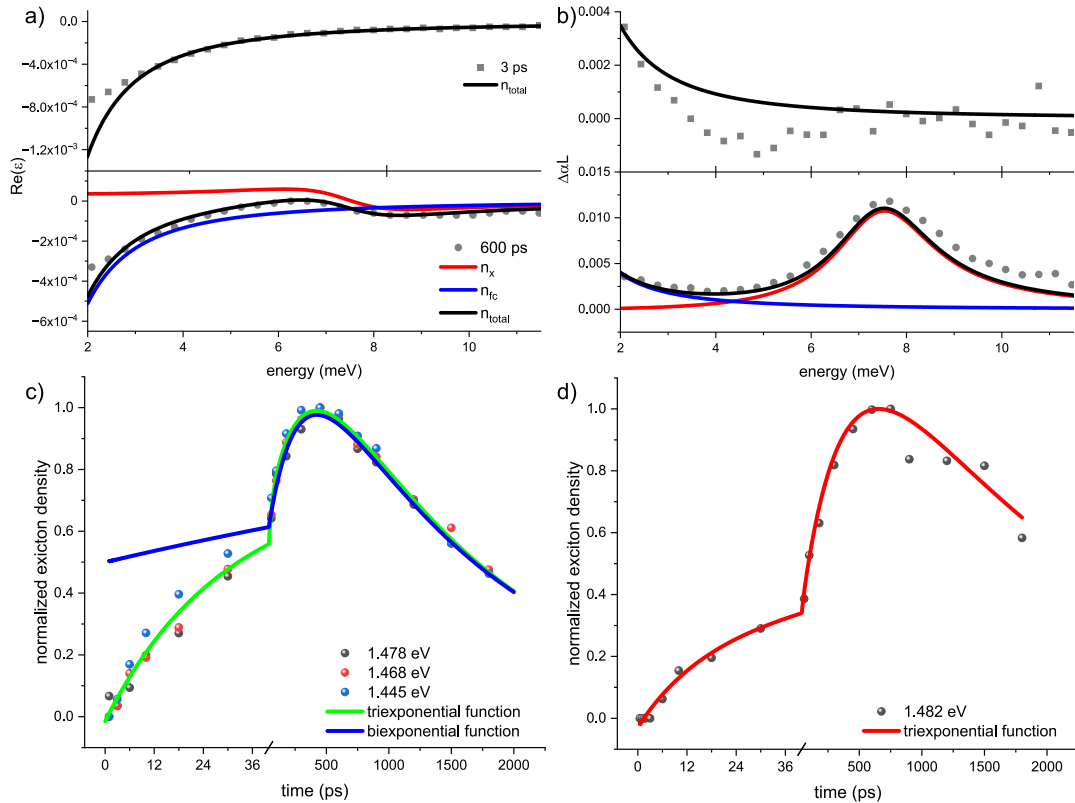 a)
0.0
−4.0x10⁻⁴
−8.0x10⁻⁴
−1.2x10⁻³
3 ps
n_total
Re(ε)
0
−2x10⁻⁴
−4x10⁻⁴
−6x10⁻⁴
600 ps
n_x
n_fc
n_total
2 4 6 8 10
energy (meV)
b)
0.004
0.002
0.000
0.015
ΔαL
0.010
0.005
0.000
2 4 6 8 10
energy (meV)
c)
normalized exicton density
1.0
0.8
0.6
0.4
0.2
0.0
1.478 eV
1.468 eV
1.445 eV
triexponential function
biexponential function
0 12 24 36 500 1000 1500 2000
time (ps)
d)
normalized exciton density
1.0
0.8
0.6
0.4
0.2
0.0
1.482 eV
triexponential function
0 12 24 36 500 1000 1500 2000
time (ps)